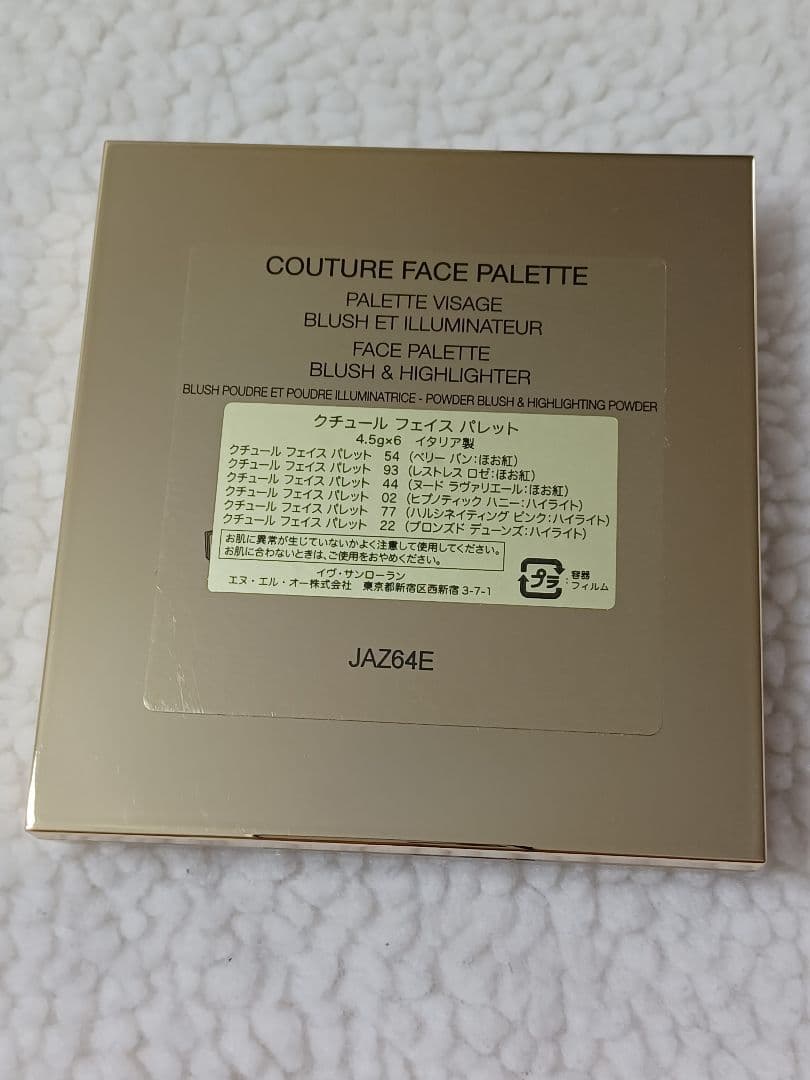 COUTURE FACE PALETTE
PALETTE VISAGE
BLUSH ET ILLUMINATEUR
FACE PALETTE
BLUSH & HIGHLIGHTER
BLUSH POUDRE ET POUDRE ILLUMINATRICE - POWDER BLUSH & HIGHLIGHTING POWDER
クチュール フェイス パレット
4.5g×6 イタリア製
クチュール フェイス パレット 54 (ベリー バン:ほお紅)
クチュール フェイス パレット 93 (レストレス ロゼ:ほお紅)
クチュール フェイス パレット 44 (ヌード ラヴァリエール:ほお紅)
クチュール フェイス パレット 02 (ヒプノティック ハニー:ハイライト)
クチュール フェイス パレット 77 (ハルシネイティング ピンク:ハイライト)
クチュール フェイス パレット 22 (ブロンズド デューンズ:ハイライト)
お肌に異常が生じていないかよく注意して使用してください。
お肌に合わないときは、ご使用をおやめください。
イヴ・サンローラン
エヌ・エル・オー株式会社 東京都新宿区西新宿 3-7-1
プラ
:容器
フィルム
JAZ64E